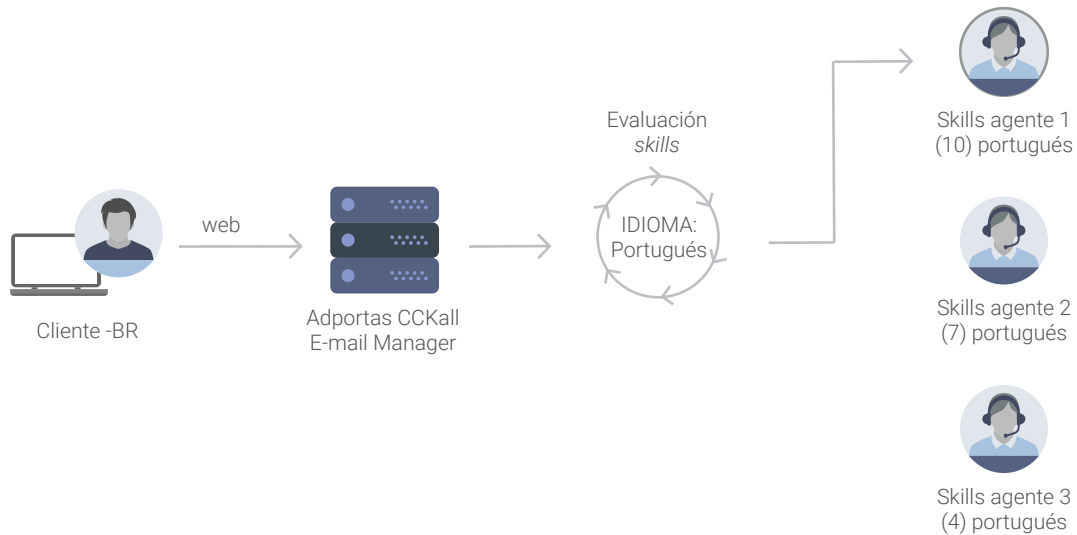 Cliente -BR
web
Adportas CCKall
E-mail Manager
Evaluación
skills
IDIOMA:
Portugués
Skills agente 1
(10) portugués
Skills agente 2
(7) portugués
Skills agente 3
(4) portugués